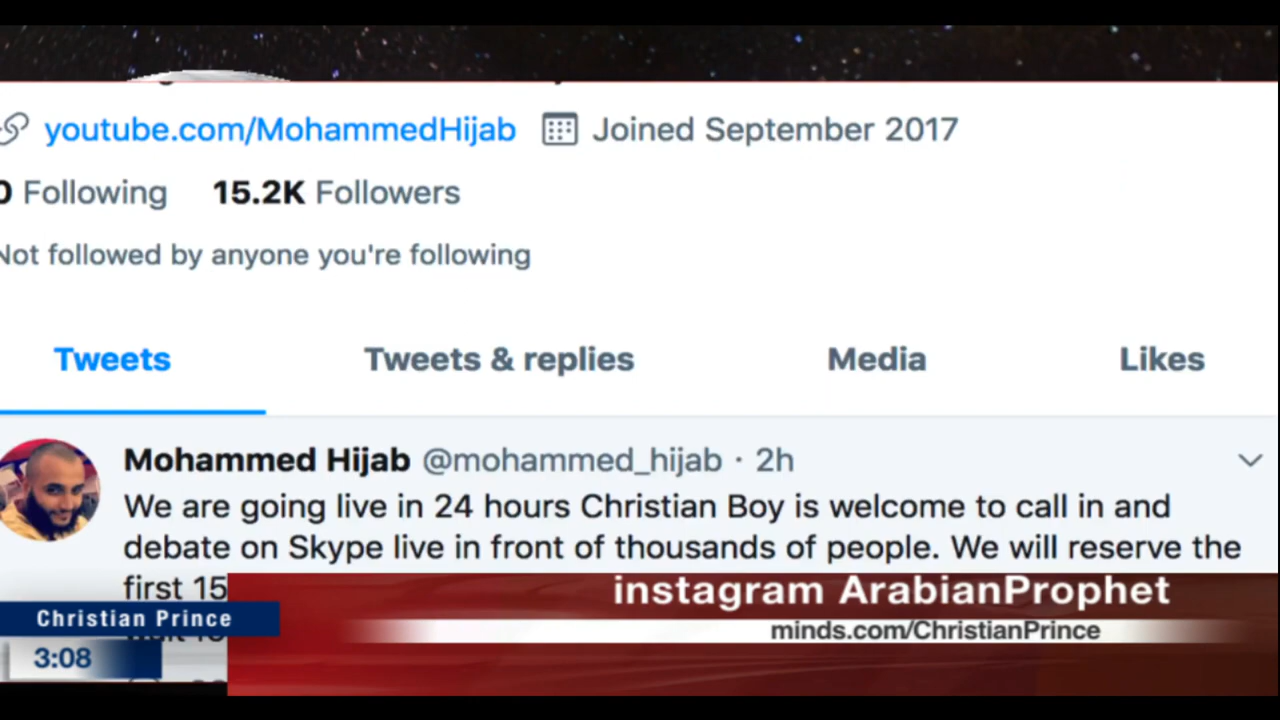 youtube.com/MohammedHijab Joined September 2017
0 Following 15.2K Followers
Not followed by anyone you're following
Tweets Tweets & replies Media Likes
Mohammed Hijab @mohammed_hijab · 2h
We are going live in 24 hours Christian Boy is welcome to call in and
debate on Skype live in front of thousands of people. We will reserve the
first 15
instagram ArabianProphet
Christian Prince
minds.com/ChristianPrince
3:08